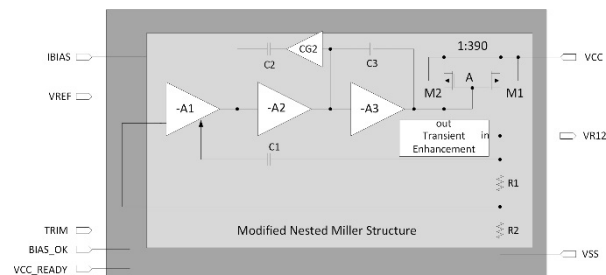 1:390
CG2
C2
C3
IBIAS
VCC
A
M2
M1
VREF
-A1
-A2
-A3
out
Transient
in
Enhancement
VR12
C1
R1
TRIM
Modified Nested Miller Structure
R2
BIAS_OK
VSS
VCC_READY